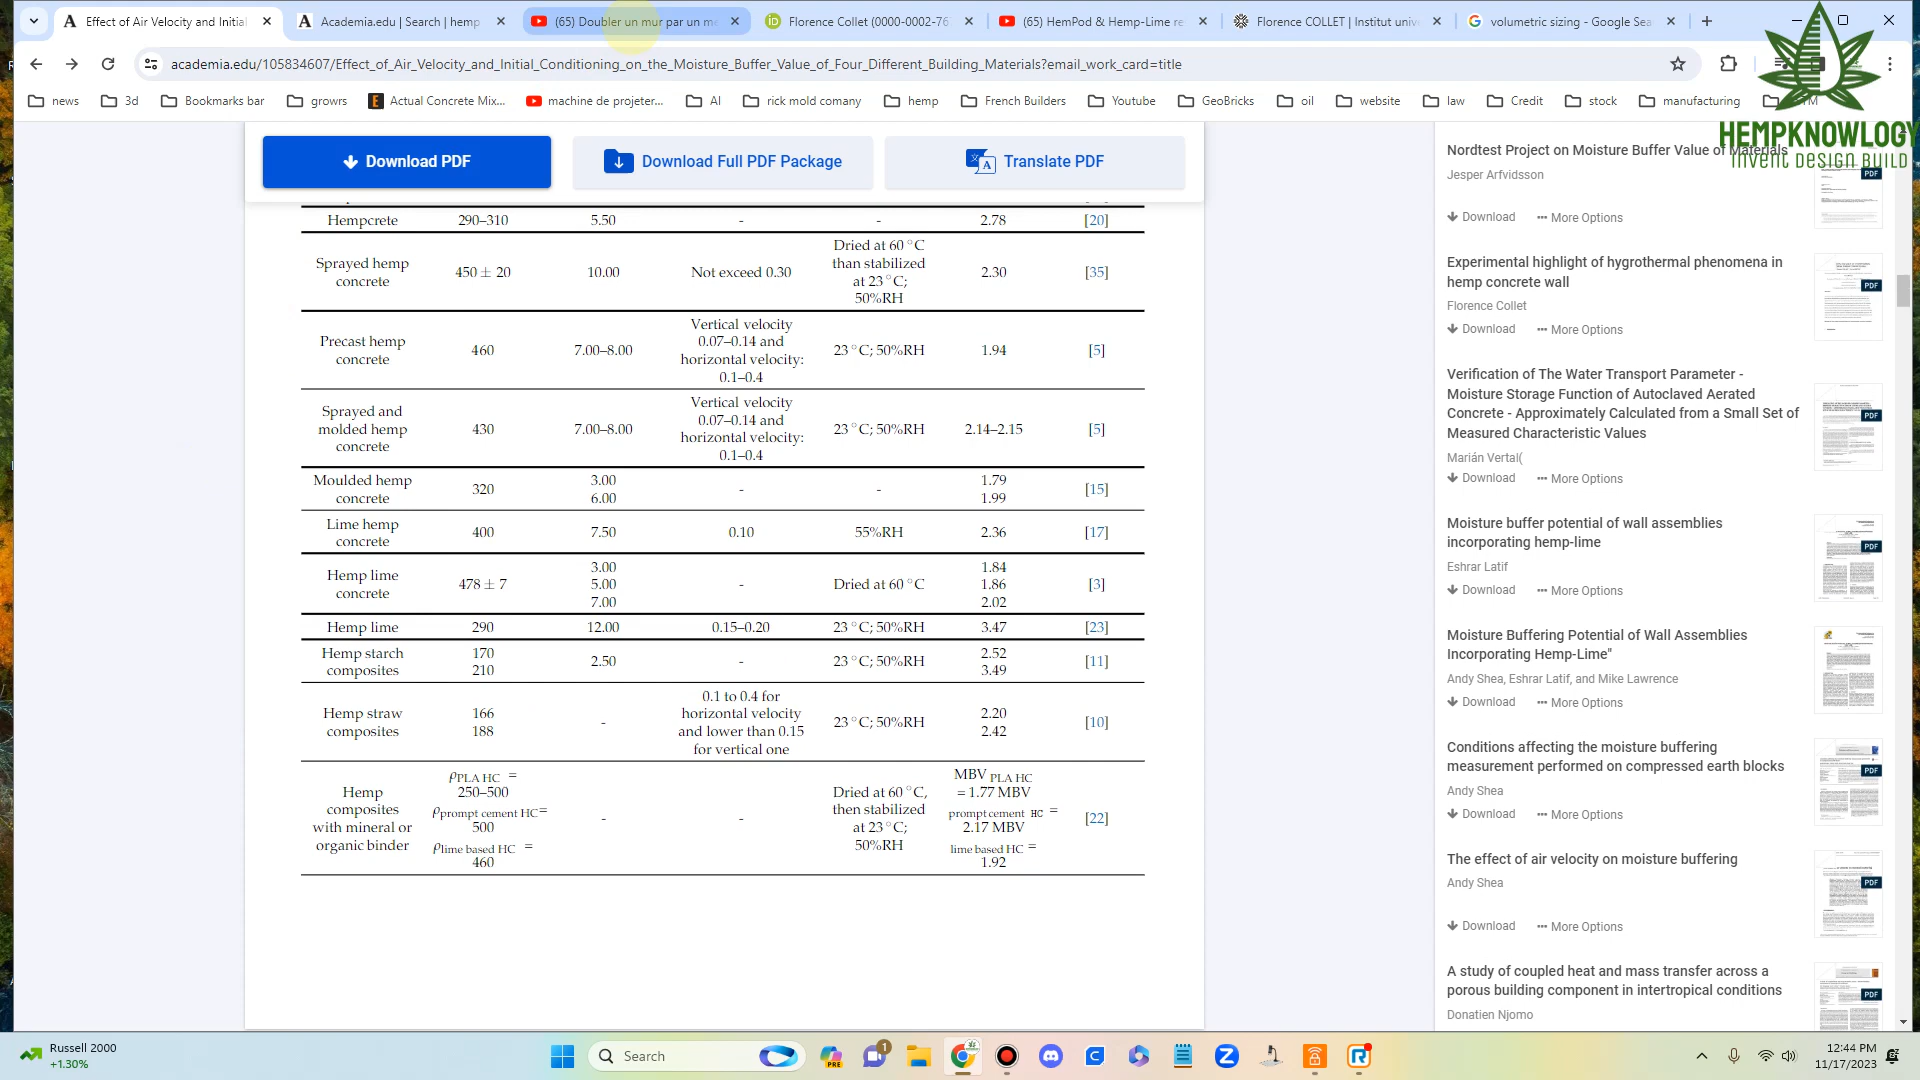 Effect of Air Velocity and Initial
Academia.edu | Search | hemp
(65) Doubler un mur par un m
Florence Collet (0000-0002-76
(65) HemPod & Hemp-Lime re
Florence COLLET | Institut univ
volumetric sizing - Google Sea
academia.edu/105834607/Effect_of_Air_Velocity_and_Initial_Conditioning_on_the_Moisture_Buffer_Value_of_Four_Different_Building_Materials?email_work_card=title
news
3d
Bookmarks bar
growrs
Actual Concrete Mix...
machine de projeter...
AI
rick mold comany
hemp
French Builders
Youtube
GeoBricks
oil
website
law
Credit
stock
manufacturing
HEMPKNOWLOGY
INVENT DESIGN BUILD
Download PDF
Download Full PDF Package
Translate PDF
Hempcrete 290–310 5.50 - - 2.78 [20]
Sprayed hemp concrete 450 ± 20 10.00 Not exceed 0.30 Dried at 60 °C than stabilized at 23 °C; 50%RH 2.30 [35]
Precast hemp concrete 460 7.00–8.00 Vertical velocity 0.07–0.14 and horizontal velocity: 0.1–0.4 23 °C; 50%RH 1.94 [5]
Sprayed and molded hemp concrete 430 7.00–8.00 Vertical velocity 0.07–0.14 and horizontal velocity: 0.1–0.4 23 °C; 50%RH 2.14–2.15 [5]
Moulded hemp concrete 320 3.00 6.00 - - 1.79 1.99 [15]
Lime hemp concrete 400 7.50 0.10 55%RH 2.36 [17]
Hemp lime concrete 478 ± 7 3.00 5.00 7.00 - Dried at 60 °C 1.84 1.86 2.02 [3]
Hemp lime 290 12.00 0.15–0.20 23 °C; 50%RH 3.47 [23]
Hemp starch composites 170 210 2.50 - 23 °C; 50%RH 2.52 3.49 [11]
Hemp straw composites 166 188 - 0.1 to 0.4 for horizontal velocity and lower than 0.15 for vertical one 23 °C; 50%RH 2.20 2.42 [10]
Hemp composites with mineral or organic binder ρPLA HC = 250–500 ρprompt cement HC= 500 ρlime based HC = 460 - - Dried at 60 °C, then stabilized at 23 °C; 50%RH MBV PLA HC = 1.77 MBV prompt cement HC = 2.17 MBV lime based HC = 1.92 [22]
Nordtest Project on Moisture Buffer Value of Materials
Jesper Arfvidsson
Download ··· More Options
PDF
Experimental highlight of hygrothermal phenomena in
hemp concrete wall
Florence Collet
Download ··· More Options
PDF
Verification of The Water Transport Parameter -
Moisture Storage Function of Autoclaved Aerated
Concrete - Approximately Calculated from a Small Set of
Measured Characteristic Values
Marián Vertaľ(
Download ··· More Options
PDF
Moisture buffer potential of wall assemblies
incorporating hemp-lime
Eshrar Latif
Download ··· More Options
PDF
Moisture Buffering Potential of Wall Assemblies
Incorporating Hemp-Lime"
Andy Shea, Eshrar Latif, and Mike Lawrence
Download ··· More Options
Conditions affecting the moisture buffering
measurement performed on compressed earth blocks
Andy Shea
Download ··· More Options
PDF
The effect of air velocity on moisture buffering
Andy Shea
Download ··· More Options
PDF
A study of coupled heat and mass transfer across a
porous building component in intertropical conditions
Donatien Njomo
PDF
Russell 2000
+1.30%
Search
PRE
1
12:44 PM
11/17/2023